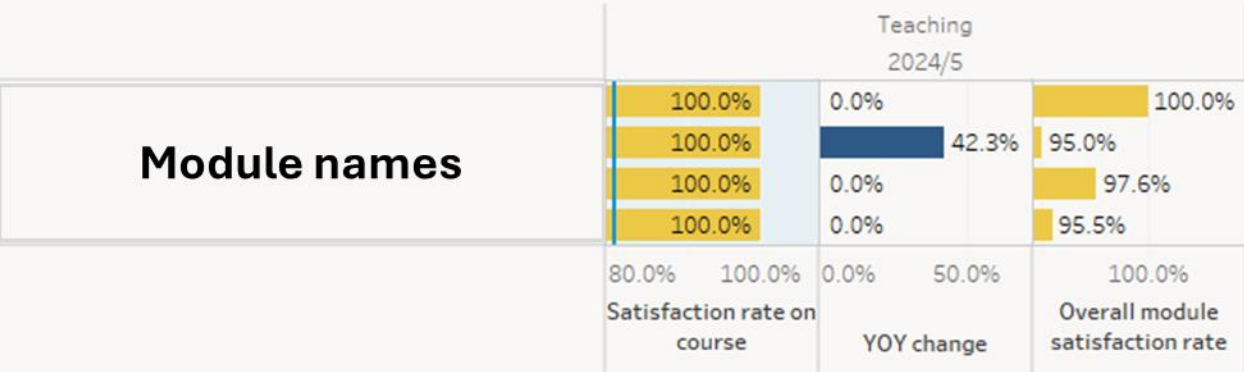 Teaching
2024/5
Module names
100.0% 0.0% 100.0%
100.0% 42.3% 95.0%
100.0% 0.0% 97.6%
100.0% 0.0% 95.5%
80.0% 100.0% 0.0% 50.0% 100.0%
Satisfaction rate on
course
YOY change
Overall module
satisfaction rate